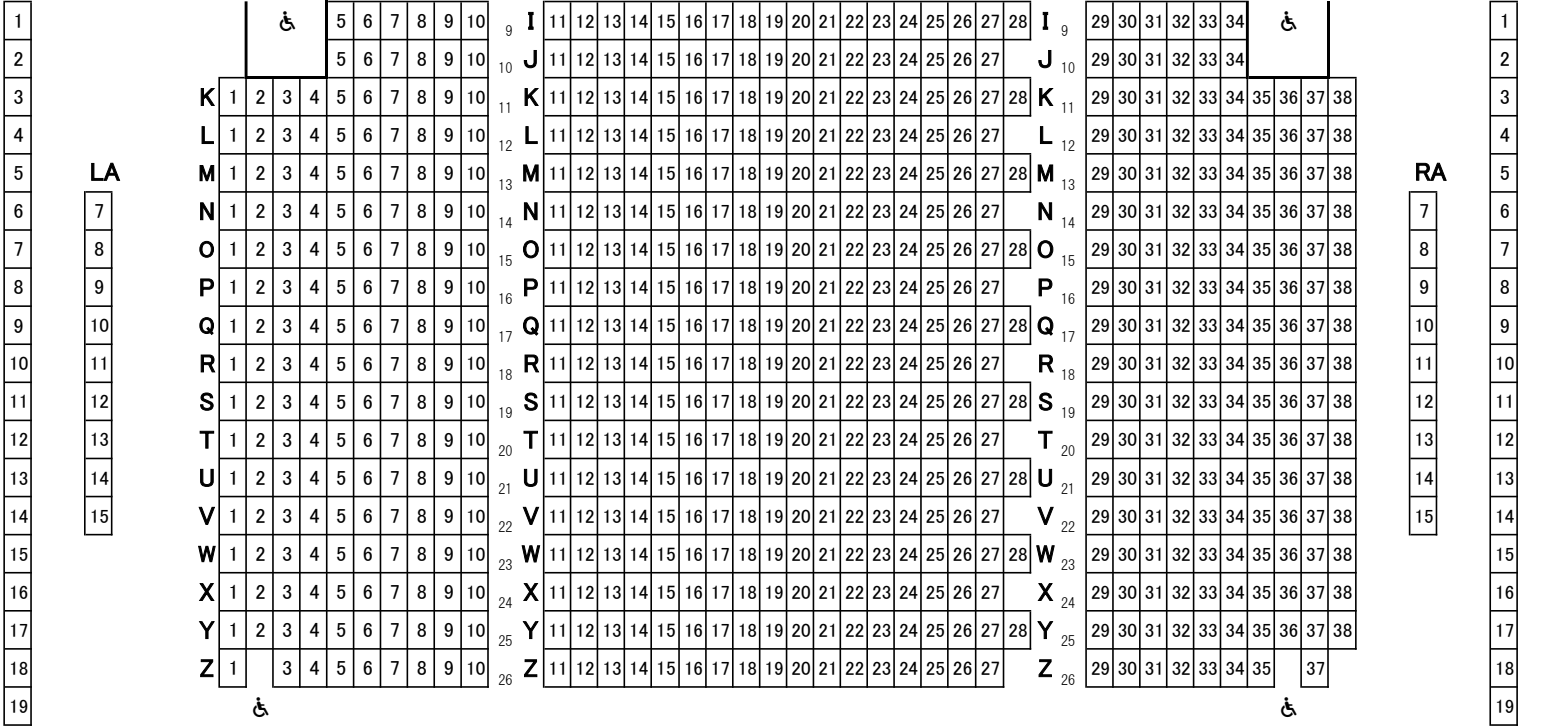 1 ♿ 5 6 7 8 9 10 9 I 11 12 13 14 15 16 17 18 19 20 21 22 23 24 25 26 27 28 I 9 29 30 31 32 33 34 ♿ 1
2 5 6 7 8 9 10 10 J 11 12 13 14 15 16 17 18 19 20 21 22 23 24 25 26 27 J 10 29 30 31 32 33 34 2
3 K 1 2 3 4 5 6 7 8 9 10 11 K 11 12 13 14 15 16 17 18 19 20 21 22 23 24 25 26 27 28 K 11 29 30 31 32 33 34 35 36 37 38 3
4 L 1 2 3 4 5 6 7 8 9 10 12 L 11 12 13 14 15 16 17 18 19 20 21 22 23 24 25 26 27 L 12 29 30 31 32 33 34 35 36 37 38 4
5 LA M 1 2 3 4 5 6 7 8 9 10 13 M 11 12 13 14 15 16 17 18 19 20 21 22 23 24 25 26 27 28 M 13 29 30 31 32 33 34 35 36 37 38 RA 5
6 7 N 1 2 3 4 5 6 7 8 9 10 14 N 11 12 13 14 15 16 17 18 19 20 21 22 23 24 25 26 27 N 14 29 30 31 32 33 34 35 36 37 38 7 6
7 8 O 1 2 3 4 5 6 7 8 9 10 15 O 11 12 13 14 15 16 17 18 19 20 21 22 23 24 25 26 27 28 O 15 29 30 31 32 33 34 35 36 37 38 8 7
8 9 P 1 2 3 4 5 6 7 8 9 10 16 P 11 12 13 14 15 16 17 18 19 20 21 22 23 24 25 26 27 P 16 29 30 31 32 33 34 35 36 37 38 9 8
9 10 Q 1 2 3 4 5 6 7 8 9 10 17 Q 11 12 13 14 15 16 17 18 19 20 21 22 23 24 25 26 27 28 Q 17 29 30 31 32 33 34 35 36 37 38 10 9
10 11 R 1 2 3 4 5 6 7 8 9 10 18 R 11 12 13 14 15 16 17 18 19 20 21 22 23 24 25 26 27 R 18 29 30 31 32 33 34 35 36 37 38 11 10
11 12 S 1 2 3 4 5 6 7 8 9 10 19 S 11 12 13 14 15 16 17 18 19 20 21 22 23 24 25 26 27 28 S 19 29 30 31 32 33 34 35 36 37 38 12 11
12 13 T 1 2 3 4 5 6 7 8 9 10 20 T 11 12 13 14 15 16 17 18 19 20 21 22 23 24 25 26 27 T 20 29 30 31 32 33 34 35 36 37 38 13 12
13 14 U 1 2 3 4 5 6 7 8 9 10 21 U 11 12 13 14 15 16 17 18 19 20 21 22 23 24 25 26 27 28 U 21 29 30 31 32 33 34 35 36 37 38 14 13
14 15 V 1 2 3 4 5 6 7 8 9 10 22 V 11 12 13 14 15 16 17 18 19 20 21 22 23 24 25 26 27 V 22 29 30 31 32 33 34 35 36 37 38 15 14
15 W 1 2 3 4 5 6 7 8 9 10 23 W 11 12 13 14 15 16 17 18 19 20 21 22 23 24 25 26 27 28 W 23 29 30 31 32 33 34 35 36 37 38 15
16 X 1 2 3 4 5 6 7 8 9 10 24 X 11 12 13 14 15 16 17 18 19 20 21 22 23 24 25 26 27 X 24 29 30 31 32 33 34 35 36 37 38 16
17 Y 1 2 3 4 5 6 7 8 9 10 25 Y 11 12 13 14 15 16 17 18 19 20 21 22 23 24 25 26 27 28 Y 25 29 30 31 32 33 34 35 36 37 38 17
18 Z 1 3 4 5 6 7 8 9 10 26 Z 11 12 13 14 15 16 17 18 19 20 21 22 23 24 25 26 27 Z 26 29 30 31 32 33 34 35 37 18
19 ♿ ♿ 19